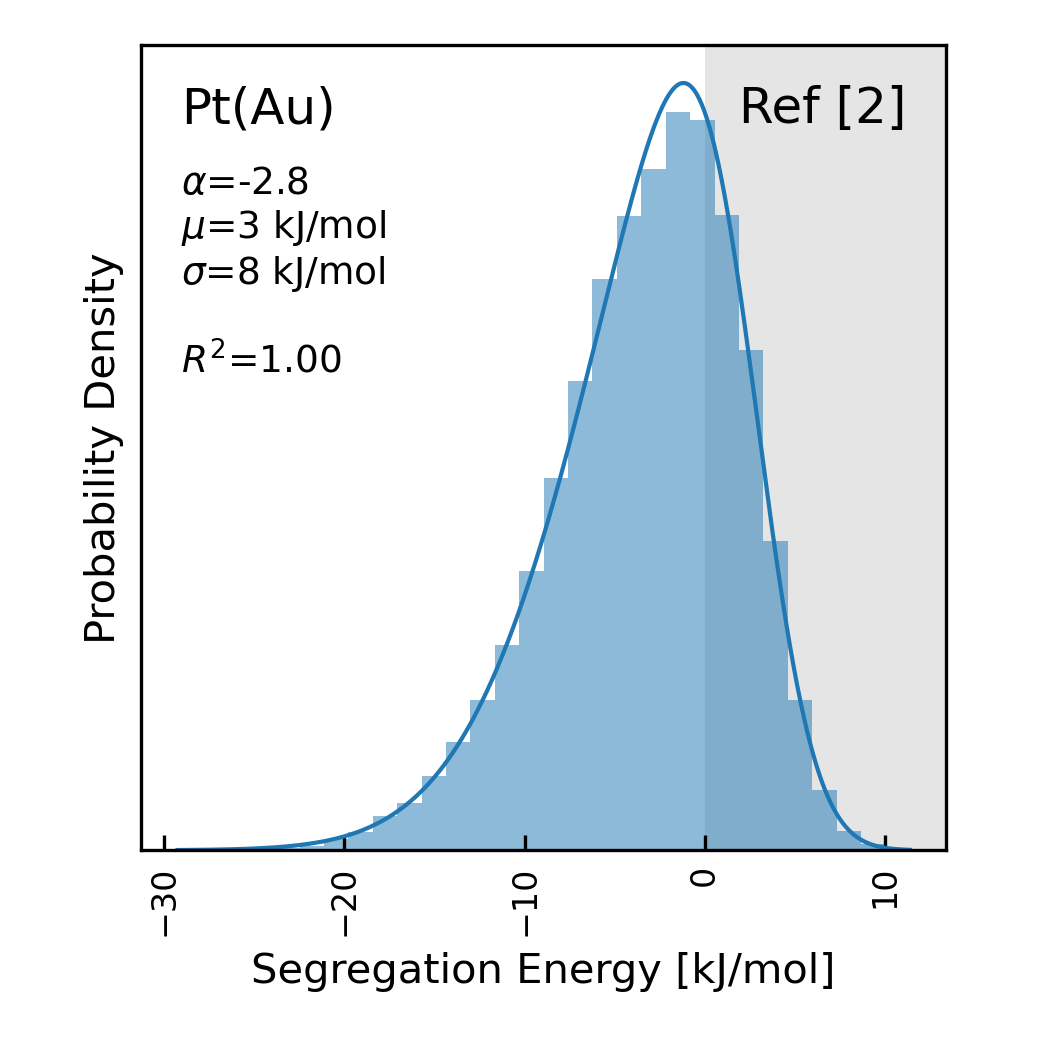 Pt(Au)
Ref [2]
α=-2.8
μ=3 kJ/mol
σ=8 kJ/mol
R²=1.00
Probability Density
−30 −20 −10 0 10
Segregation Energy [kJ/mol]